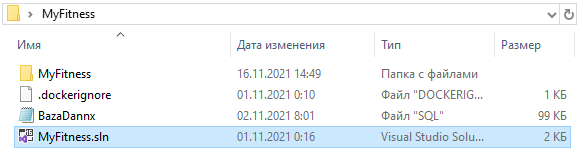 MyFitness
Имя Дата изменения Тип Размер
MyFitness 16.11.2021 14:49 Папка с файлами
.dockerignore 01.11.2021 0:10 Файл "DOCKERIG... 1 КБ
BazaDannx 02.11.2021 8:01 Файл "SQL" 99 КБ
MyFitness.sln 01.11.2021 0:16 Visual Studio Solu... 2 КБ